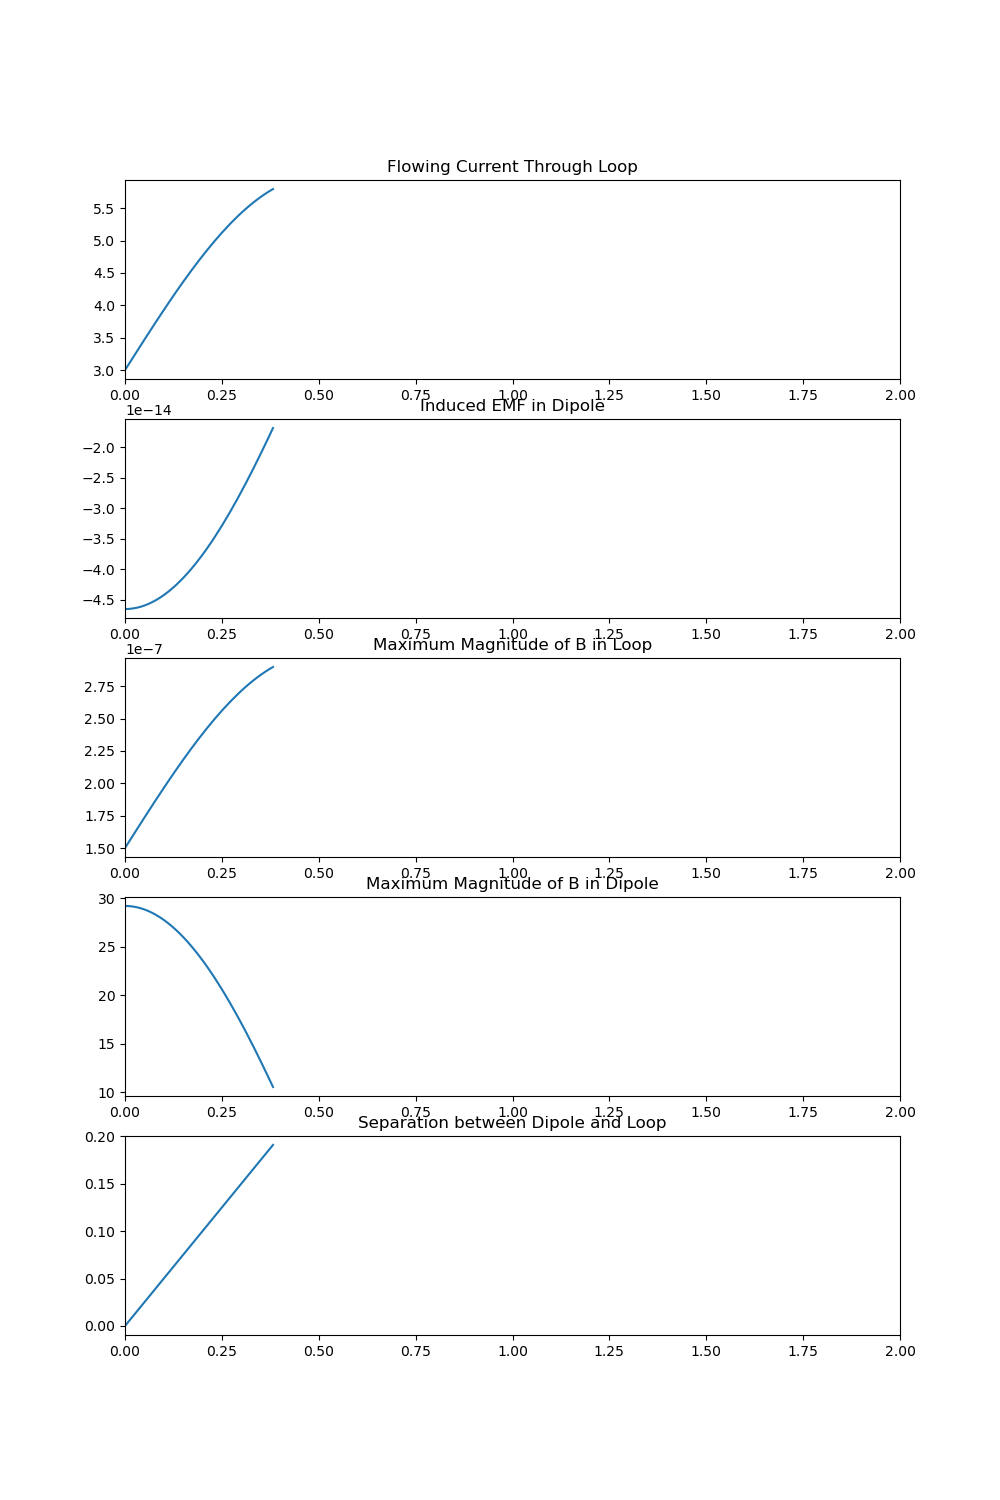 Flowing Current Through Loop
5.5
5.0
4.5
4.0
3.5
3.0
0.00 0.25 0.50 0.75 1.00 1.25 1.50 1.75 2.00
Induced EMF in Dipole
1e−14
−2.0
−2.5
−3.0
−3.5
−4.0
−4.5
0.00 0.25 0.50 0.75 1.00 1.25 1.50 1.75 2.00
Maximum Magnitude of B in Loop
1e−7
2.75
2.50
2.25
2.00
1.75
1.50
0.00 0.25 0.50 0.75 1.00 1.25 1.50 1.75 2.00
Maximum Magnitude of B in Dipole
30
25
20
15
10
0.00 0.25 0.50 0.75 1.00 1.25 1.50 1.75 2.00
Separation between Dipole and Loop
0.20
0.15
0.10
0.05
0.00
0.00 0.25 0.50 0.75 1.00 1.25 1.50 1.75 2.00